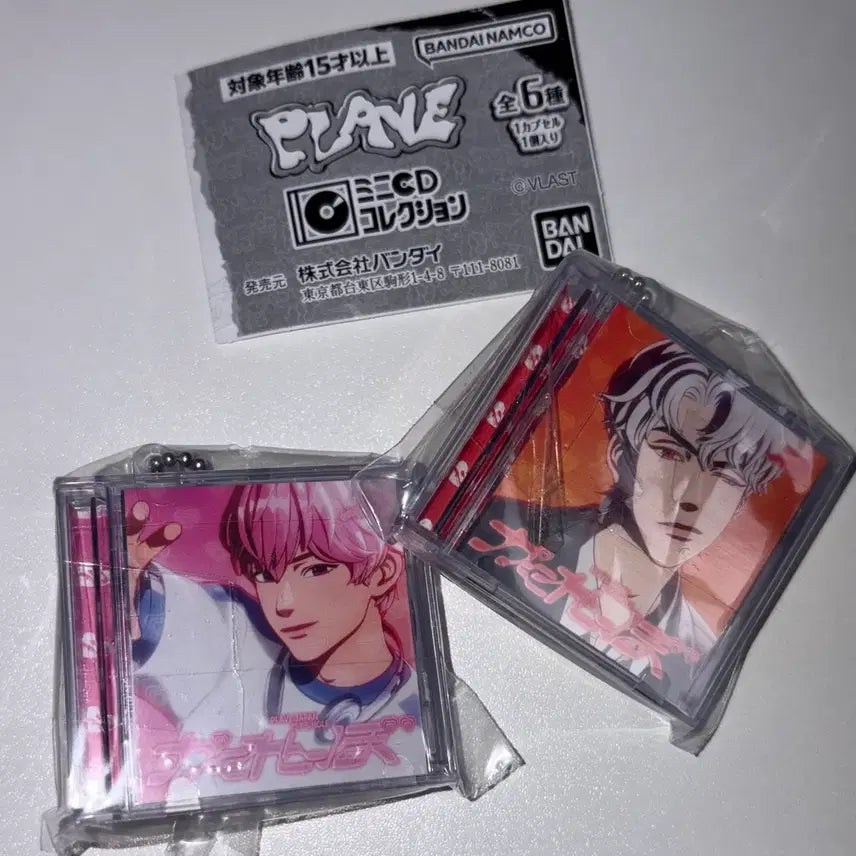 対象年齢15才以上
BANDAI NAMCO
PLAVE
全6種
1カプセル
1個入り
ミニCD
コレクション
©VLAST
BAN
DAI
発売元 株式会社バンダイ
東京都台東区駒形1-4-8 〒111-8081